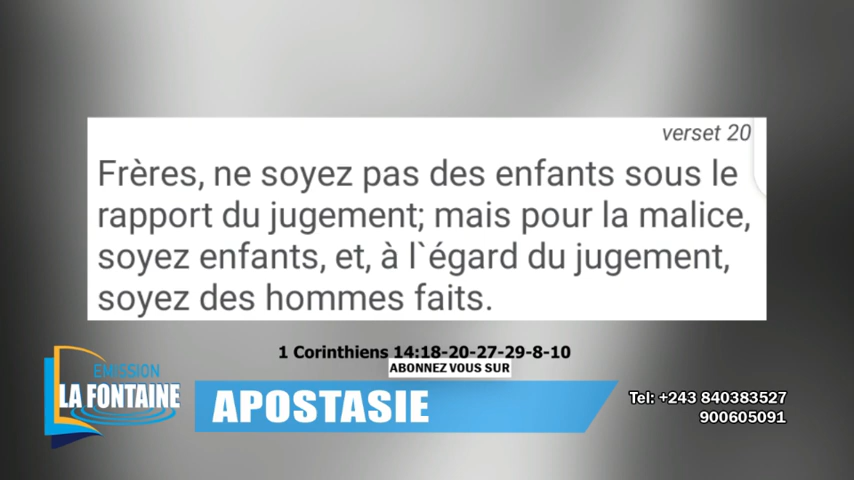 verset 20
Frères, ne soyez pas des enfants sous le
rapport du jugement; mais pour la malice,
soyez enfants, et, à l`égard du jugement,
soyez des hommes faits.
1 Corinthiens 14:18-20-27-29-8-10
ABONNEZ VOUS SUR
EMISSION
LA FONTAINE
APOSTASIE
Tel: +243 840383527
900605091